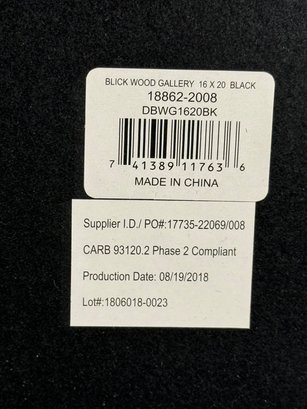 BLICK WOOD GALLERY 16 X 20 BLACK
18862-2008
DBWG1620BK
7 41389 11763 6
MADE IN CHINA
Supplier I.D./ PO#:17735-22069/008
CARB 93120.2 Phase 2 Compliant
Production Date: 08/19/2018
Lot#:1806018-0023